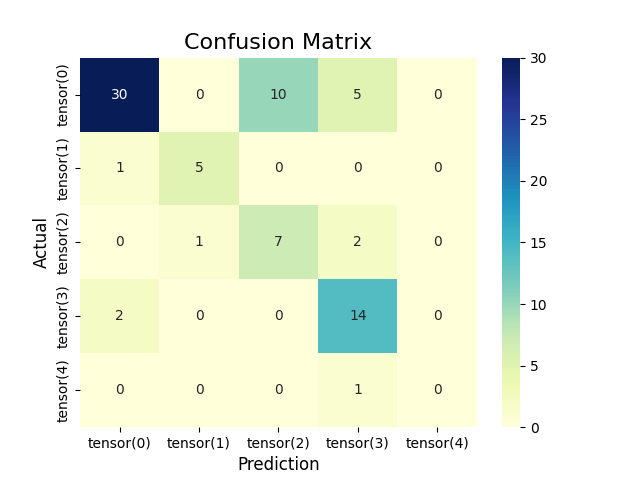 Confusion Matrix
Actual
tensor(0) 30 0 10 5 0
tensor(1) 1 5 0 0 0
tensor(2) 0 1 7 2 0
tensor(3) 2 0 0 14 0
tensor(4) 0 0 0 1 0
tensor(0) tensor(1) tensor(2) tensor(3) tensor(4)
Prediction
30
25
20
15
10
5
0